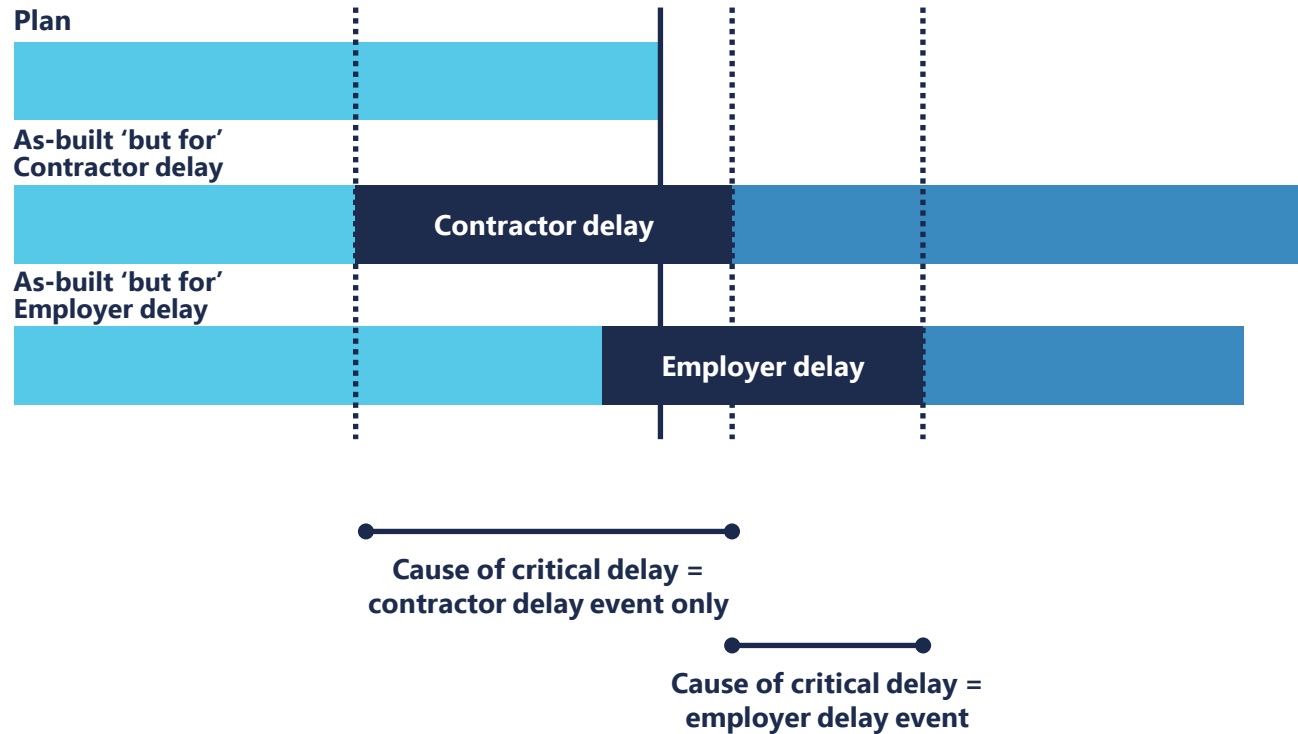 Plan
As-built ‘but for’
Contractor delay
Contractor delay
As-built ‘but for’
Employer delay
Employer delay
Cause of critical delay =
contractor delay event only
Cause of critical delay =
employer delay event